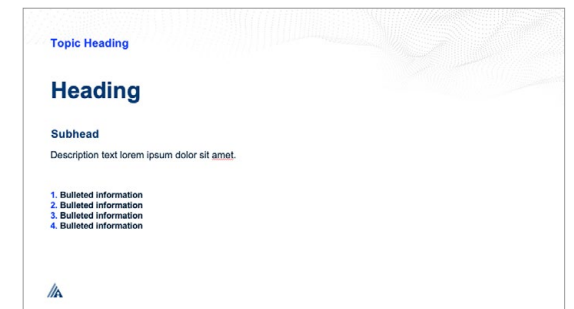 Topic Heading
Heading
Subhead
Description text lorem ipsum dolor sit amet.
1. Bulleted information
2. Bulleted information
3. Bulleted information
4. Bulleted information